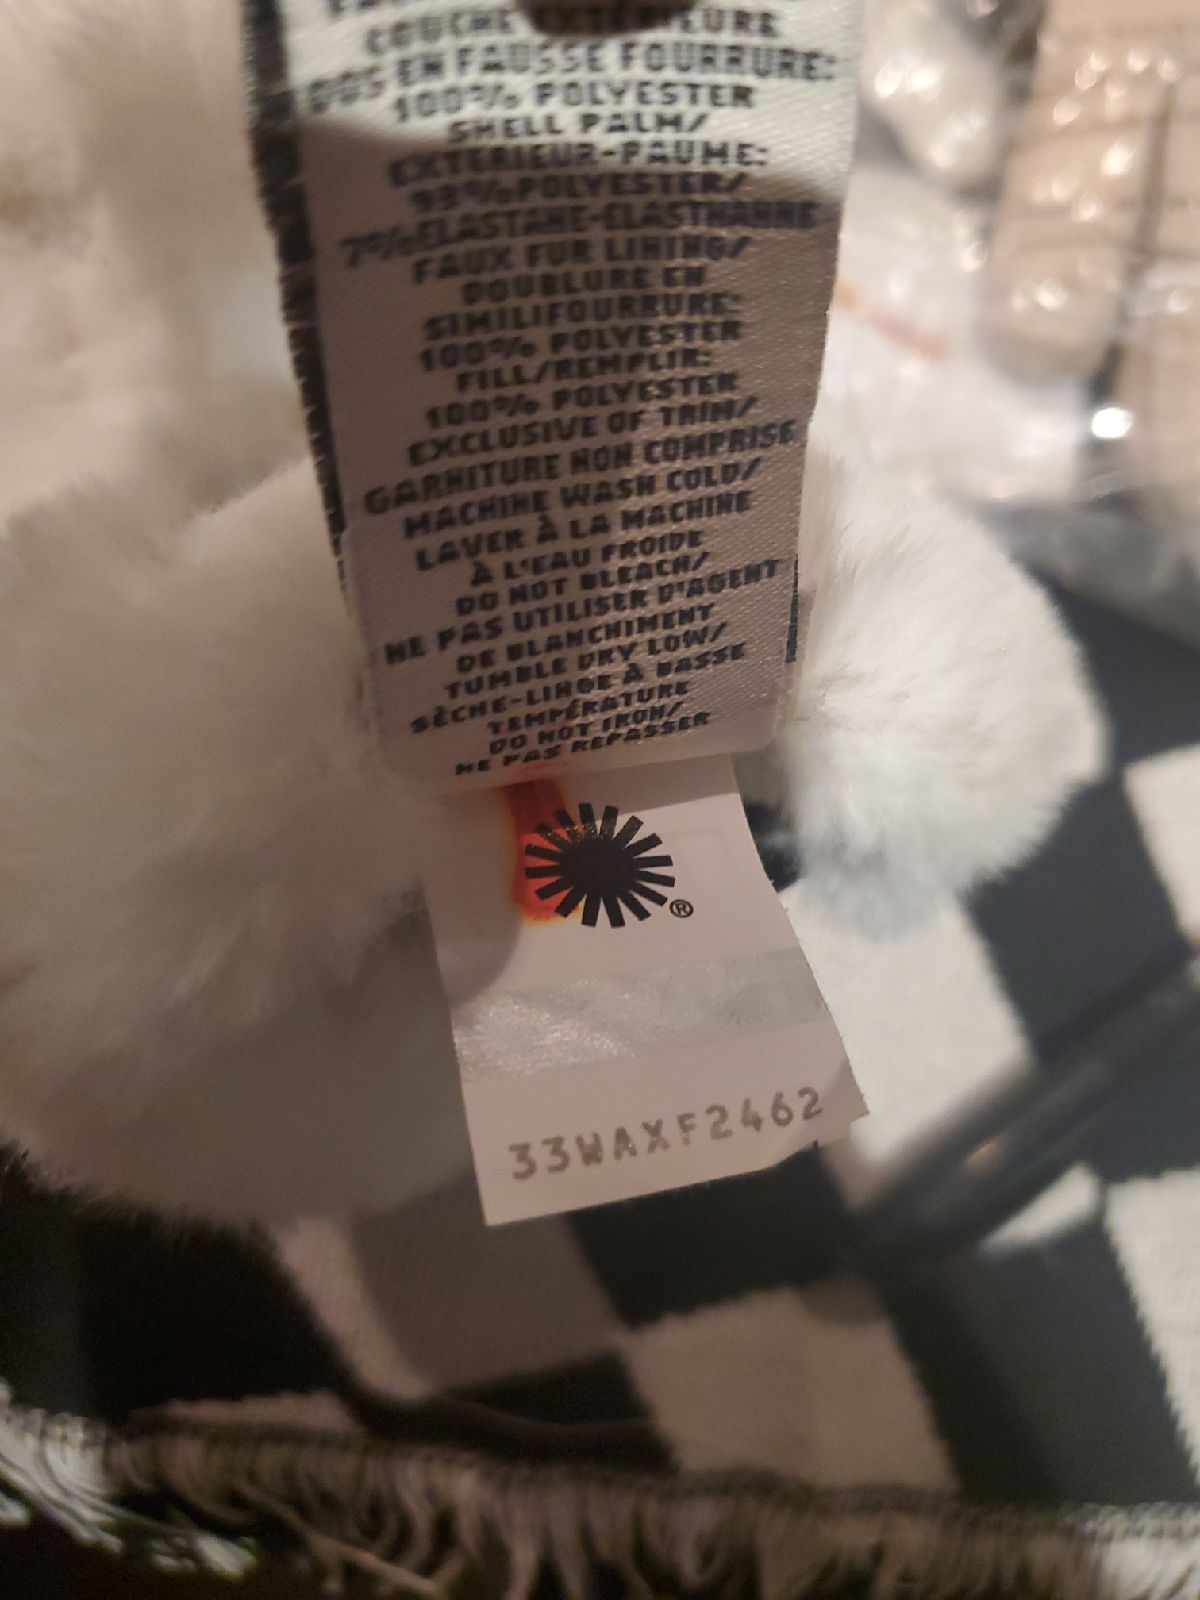 COUCHE EXTÉRIEURE
DOS EN FAUSSE FOURRURE:
100% POLYESTER
SHELL PALM/
EXTERIEUR-PAUME:
93%POLYESTER/
7%ELASTANE-ELASTHANNE
FAUX FUR LINING/
DOUBLURE EN
SIMILIFOURRURE:
100% POLYESTER
FILL/REMPLIR:
100% POLYESTER
EXCLUSIVE OF TRIM/
GARNITURE NON COMPRISE
MACHINE WASH COLD/
LAVER À LA MACHINE
À L'EAU FROIDE
DO NOT BLEACH/
NE PAS UTILISER D'AGENT
DE BLANCHIMENT
TUMBLE DRY LOW/
SÈCHE-LINGE À BASSE
TEMPÉRATURE
DO NOT IRON/
NE PAS REPASSER
®
33WAXF2462